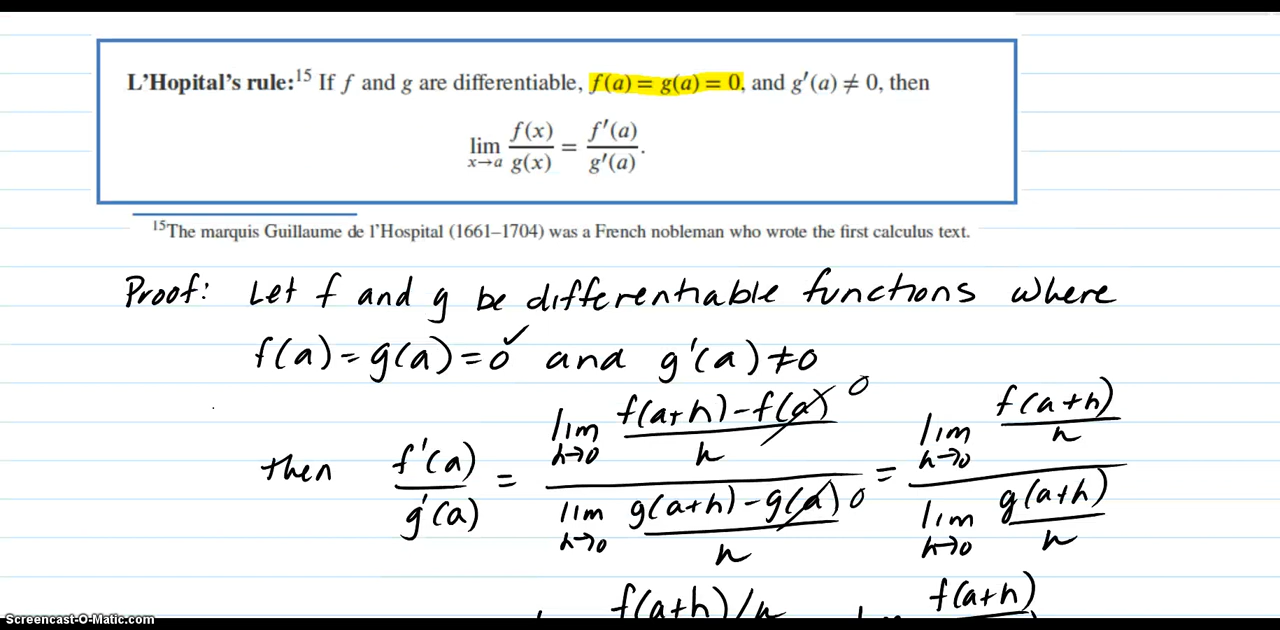 L'Hopital's rule:¹⁵ If f and g are differentiable, f(a) = g(a) = 0, and g′(a) ≠ 0, then
lim x→a f(x)/g(x) = f′(a)/g′(a).
¹⁵The marquis Guillaume de l'Hospital (1661–1704) was a French nobleman who wrote the first calculus text.
Proof: Let f and g be differentiable functions where
f(a) = g(a) = 0 ✓ and g'(a) ≠ 0
then f'(a)/g'(a) = (lim h→0 (f(a+h) – f(a) 0)/h)/(lim h→0 (g(a+h) – g(a) 0)/h) = (lim h→0 f(a+h)/h)/(lim h→0 g(a+h)/h)
f(a+h)/h f(a+h)
Screencast-O-Matic.com